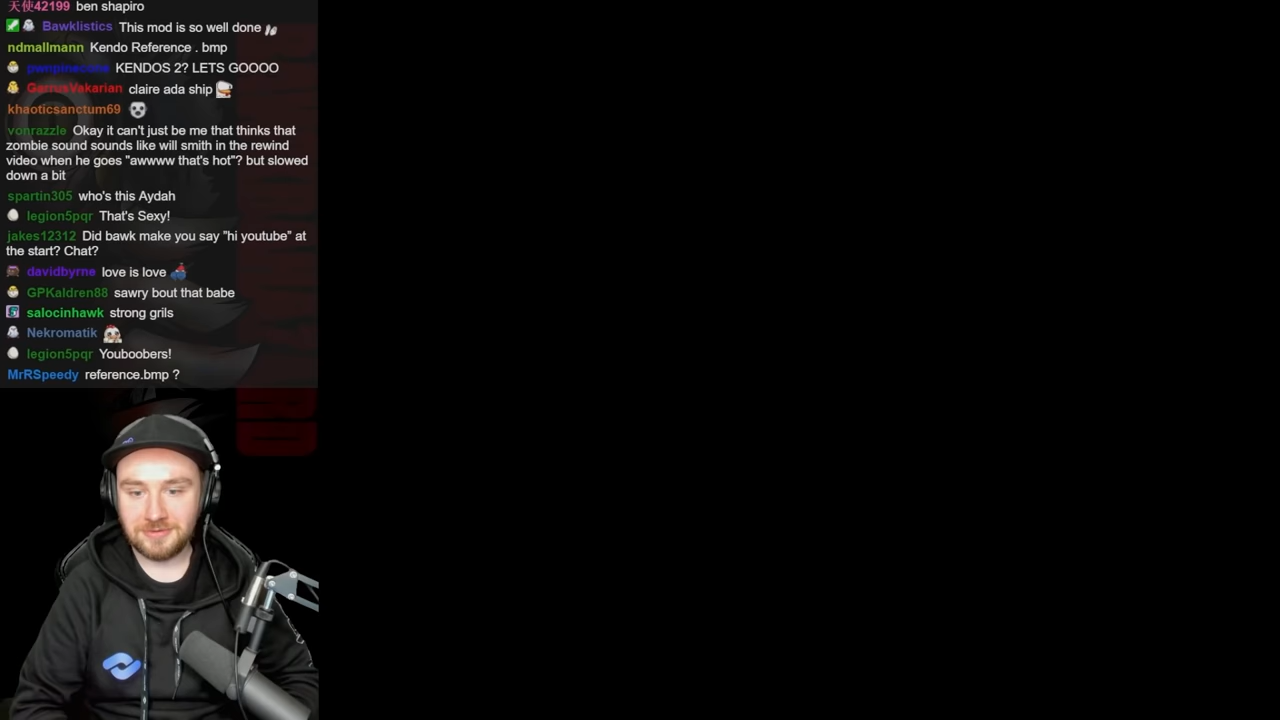 天使42199 ben shapiro
Bawklistics This mod is so well done
ndmallmann Kendo Reference . bmp
pwnpinecone KENDOS 2? LETS GOOOO
GarrusVakarian claire ada ship
khaoticsanctum69
vonrazzle Okay it can't just be me that thinks that
zombie sound sounds like will smith in the rewind
video when he goes "awwww that's hot"? but slowed
down a bit
spartin305 who's this Aydah
legion5pqr That's Sexy!
jakes12312 Did bawk make you say "hi youtube" at
the start? Chat?
davidbyrne love is love
GPKaldren88 sawry bout that babe
salocinhawk strong grils
Nekromatik
legion5pqr Youboobers!
MrRSpeedy reference.bmp ?